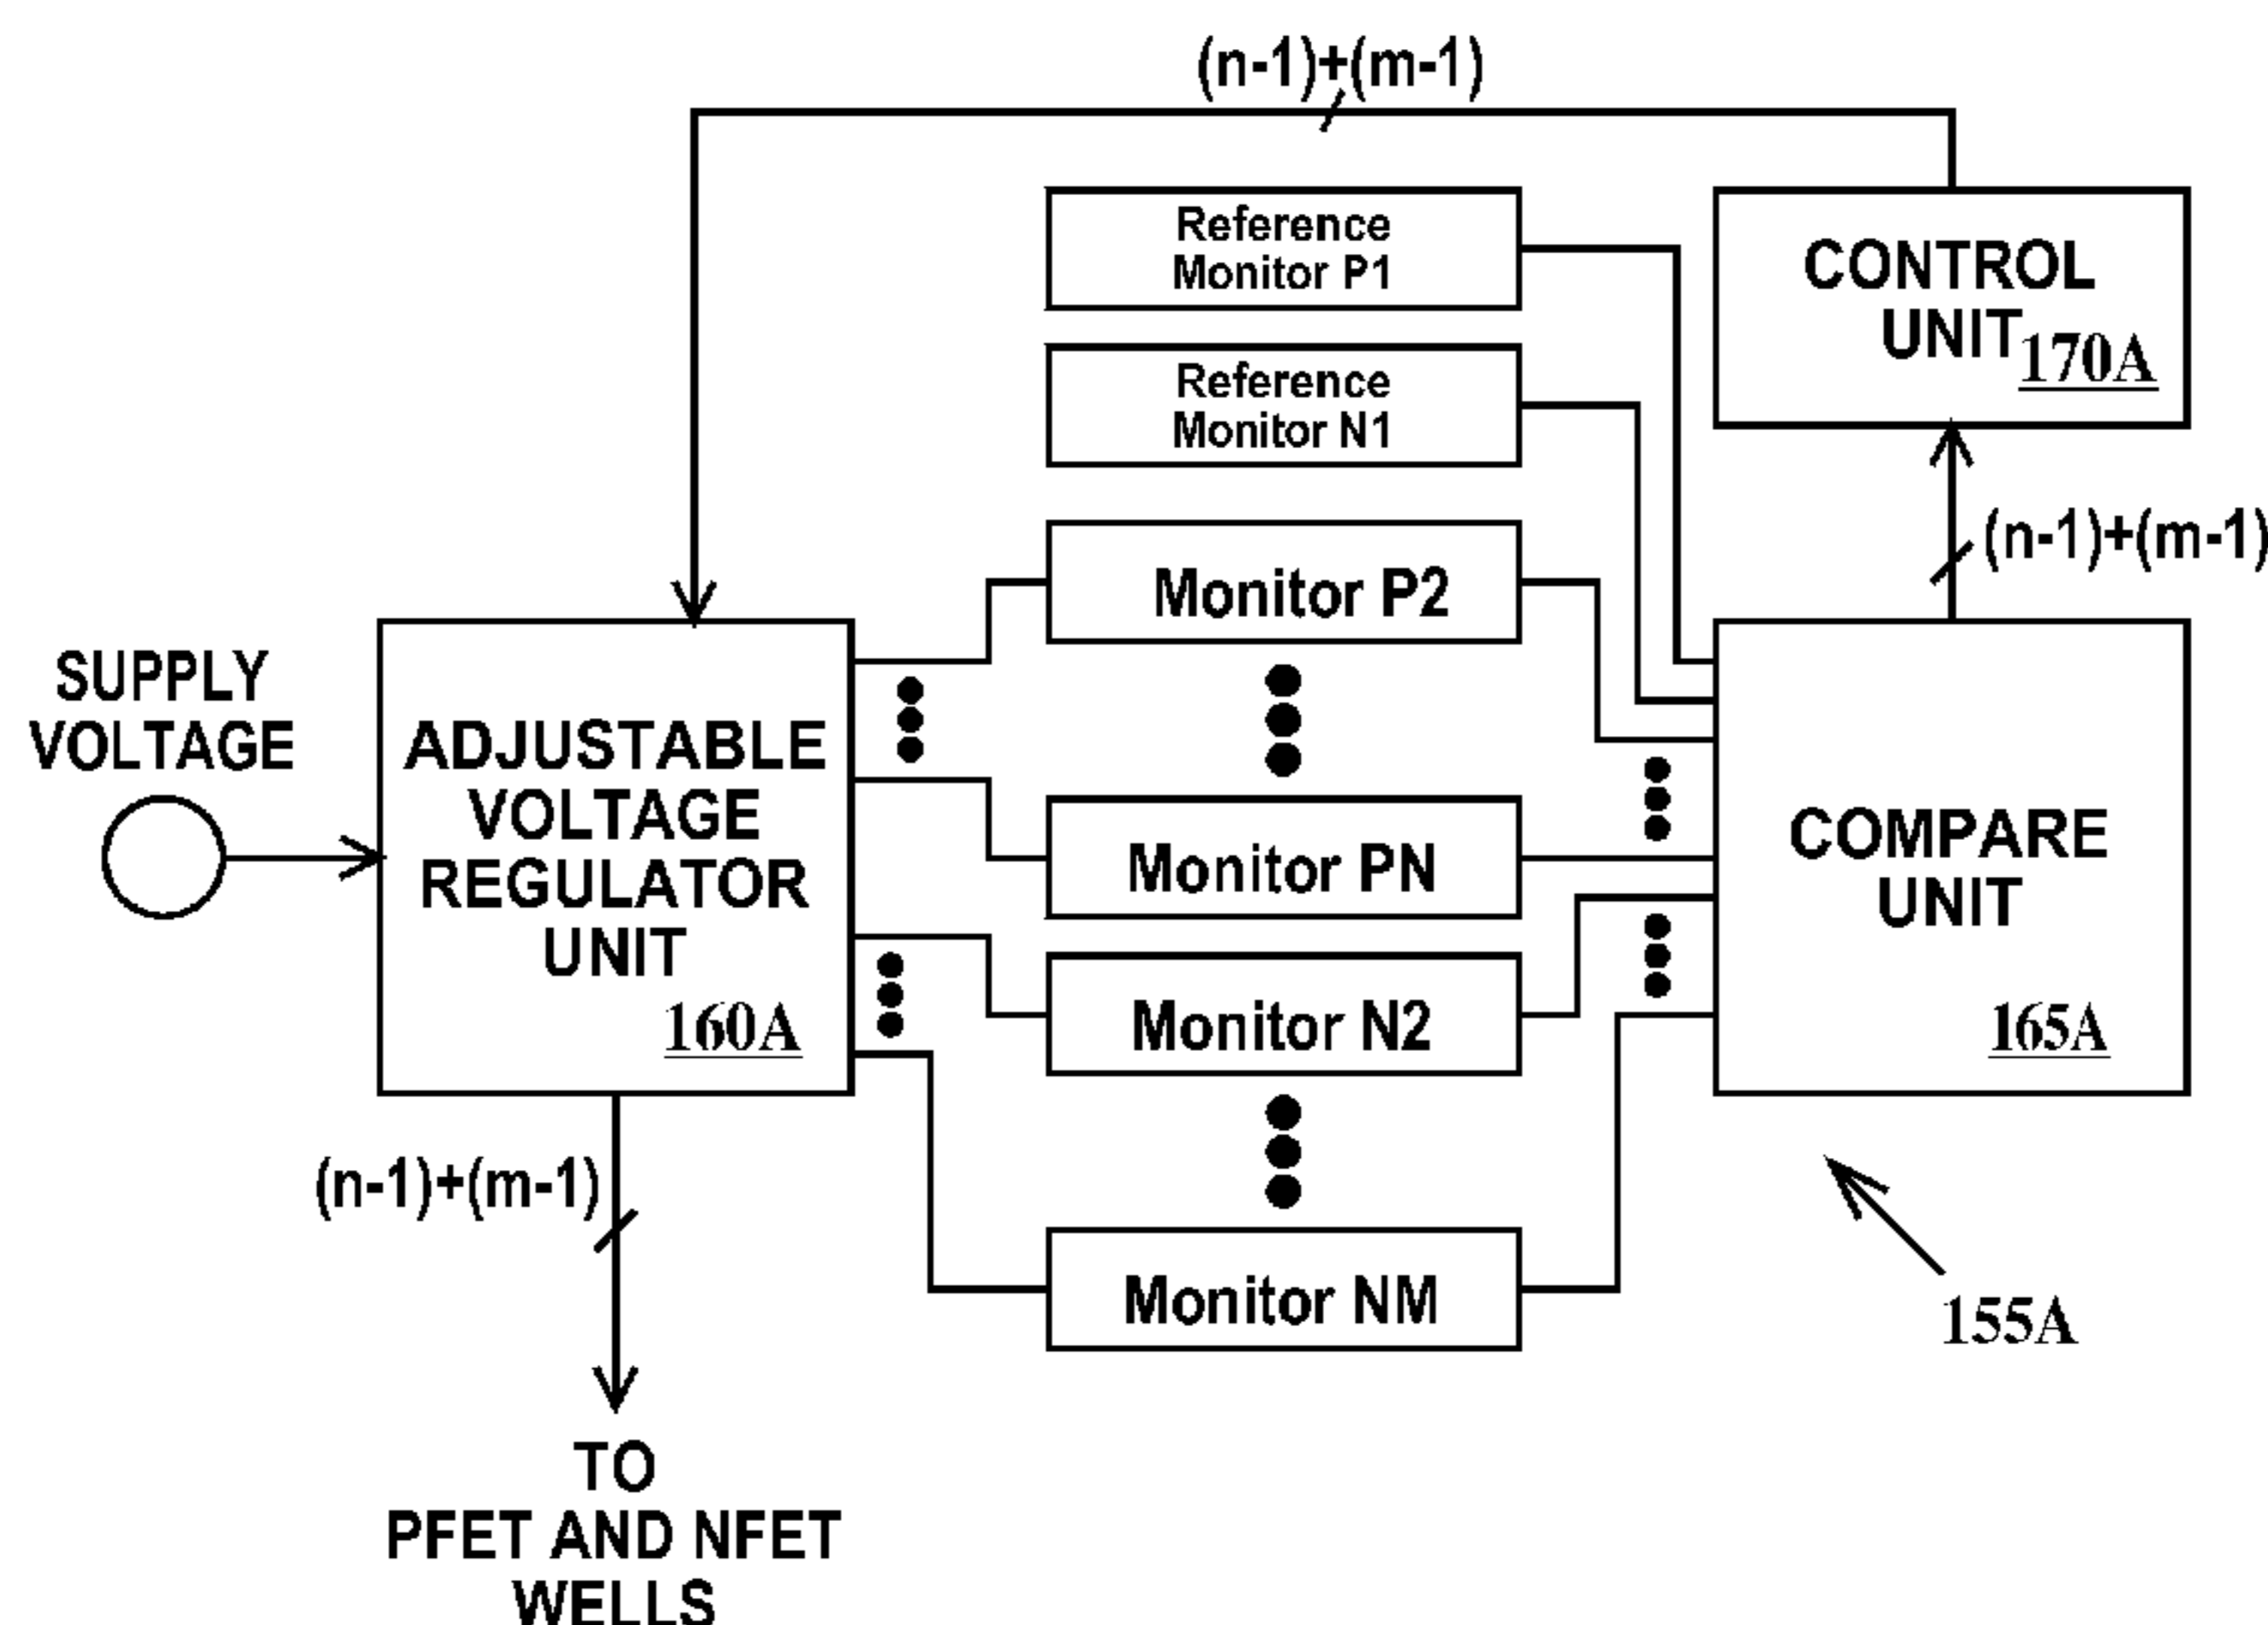 (n-1)+(m-1)
Reference
Monitor P1
CONTROL
UNIT
170A
Reference
Monitor N1
(n-1)+(m-1)
Monitor P2
SUPPLY
VOLTAGE
ADJUSTABLE
VOLTAGE
REGULATOR
UNIT
160A
Monitor PN
COMPARE
UNIT
165A
Monitor N2
(n-1)+(m-1)
Monitor NM
155A
TO
PFET AND NFET
WELLS